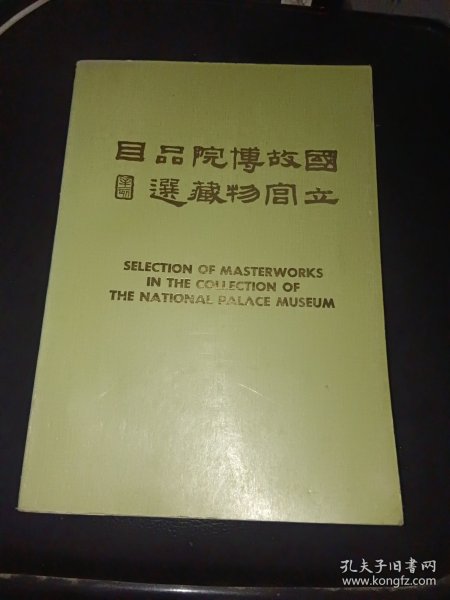 國立
故宮
博物
院藏
品選
目
SELECTION OF MASTERWORKS
IN THE COLLECTION OF
THE NATIONAL PALACE MUSEUM
孔夫子旧书网
www.kongfz.com